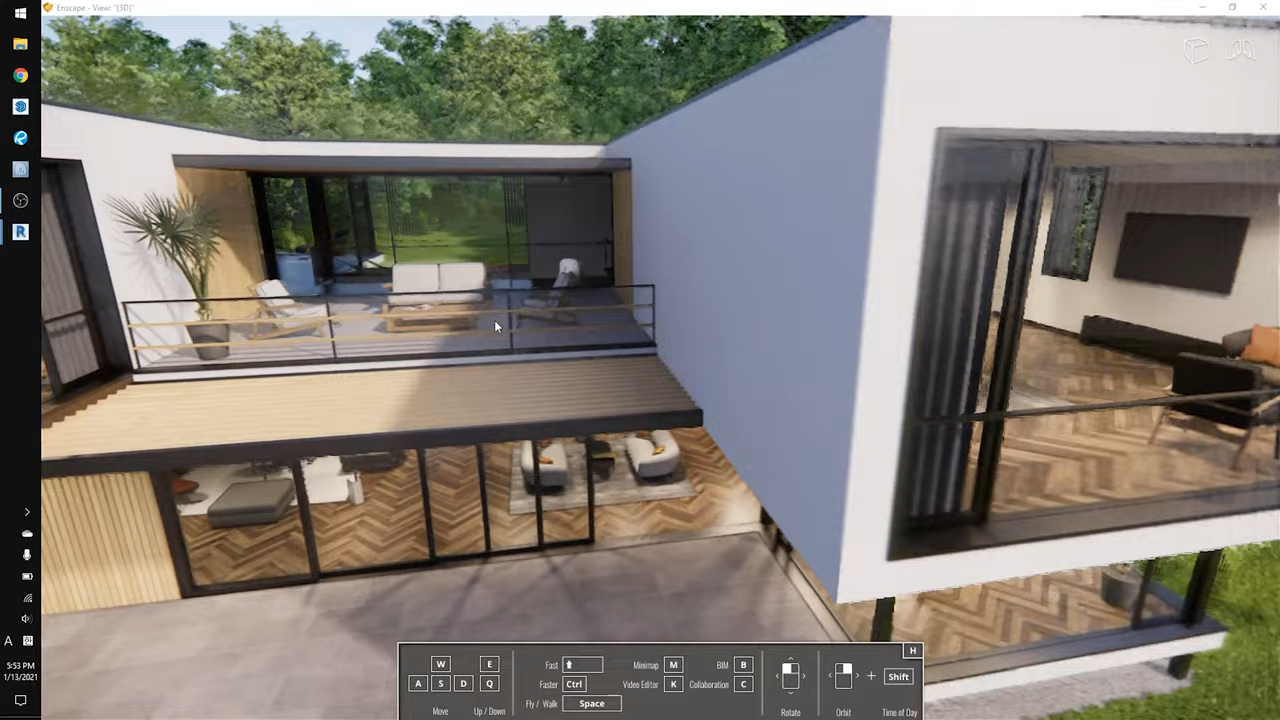 Enscape - View: "[3D]"
A
5:53 PM
1/13/2021
H
W E
A S D Q
Move Up / Down
Fast
Faster Ctrl
Fly / Walk Space
Minimap M
Video Editor K
BIM B
Collaboration C
Rotate
Orbit
+ Shift
Time of Day
R